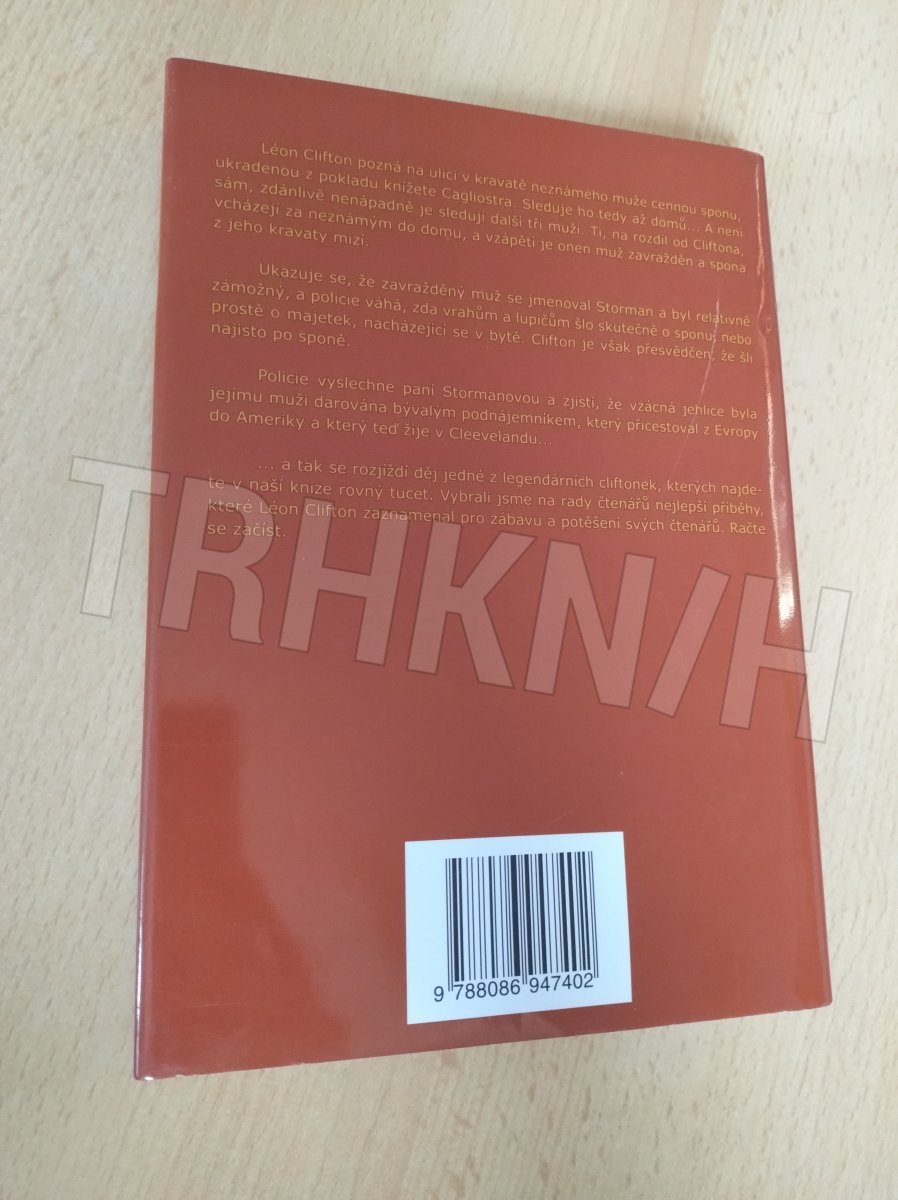 Léon Clifton pozná na ulici v kravatě neznámého muže cennou sponu,
ukradenou z pokladu knížete Cagliostra. Sleduje ho tedy až domů... A není
sám, zdánlivě nenápadně je sledují další tři muži. Ti, na rozdíl od Cliftona,
vcházejí za neznámým do domu, a vzápětí je onen muž zavražděn a spona
z jeho kravaty mizí.
Ukazuje se, že zavražděný muž se jmenoval Storman a byl relativně
zámožný, a policie váhá, zda vrahům a lupičům šlo skutečně o sponu, nebo
prostě o majetek, nacházející se v bytě. Clifton je však přesvědčen, že šli
najisto po sponě.
Policie vyslechne paní Stormanovou a zjistí, že vzácná jehlice byla
jejímu muži darována bývalým podnájemníkem, který přicestoval z Evropy
do Ameriky a který teď žije v Cleevelandu...
... a tak se rozjíždí děj jedné z legendárních cliftonek, kterých najde-
te v naší knize rovný tucet. Vybrali jsme na rady čtenářů nejlepší příběhy,
které Léon Clifton zaznamenal pro zábavu a potěšení svých čtenářů. Račte
se začíst.
TRHKN/H
9 788086 947402